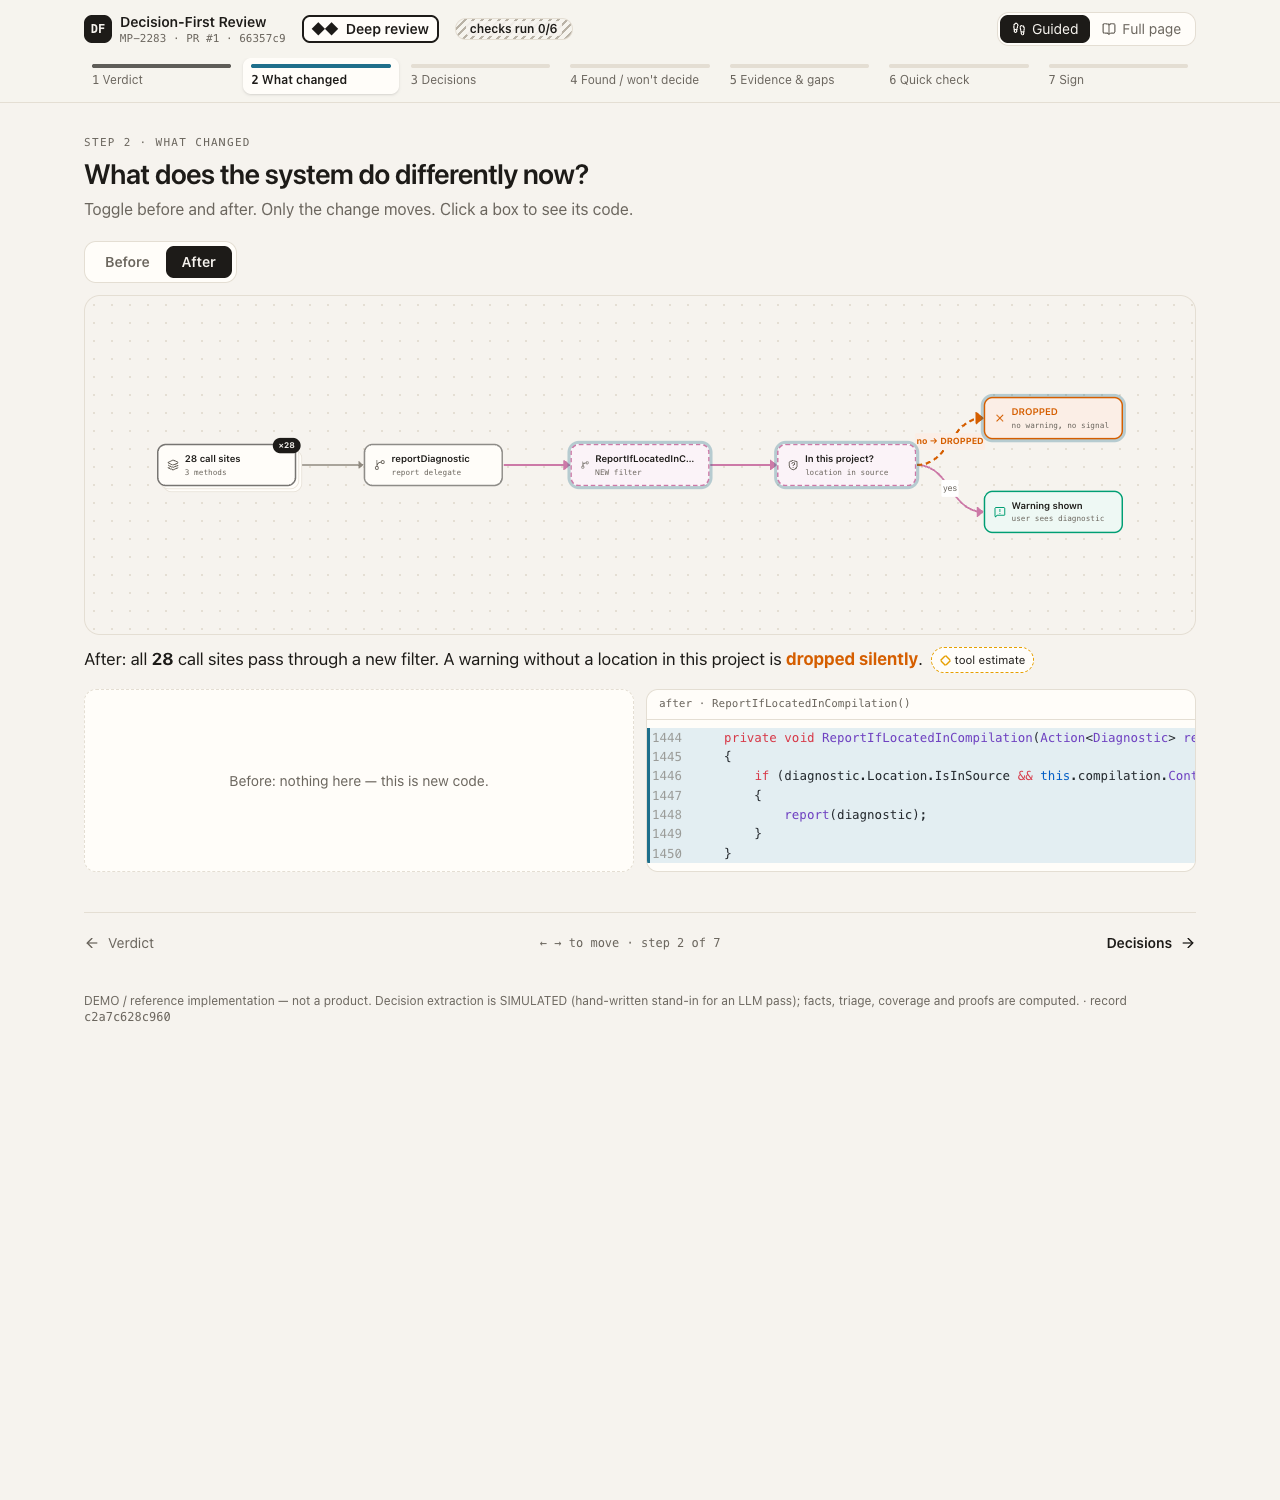 DF
Decision-First Review
MP-2283 · PR #1 · 66357c9
Deep review
checks run 0/6
Guided
Full page
1 Verdict
2 What changed
3 Decisions
4 Found / won't decide
5 Evidence & gaps
6 Quick check
7 Sign
STEP 2 · WHAT CHANGED
What does the system do differently now?
Toggle before and after. Only the change moves. Click a box to see its code.
Before
After
28 call sites
3 methods
×28
reportDiagnostic
report delegate
ReportIfLocatedInC...
NEW filter
In this project?
location in source
no → DROPPED
yes
DROPPED
no warning, no signal
Warning shown
user sees diagnostic
After: all 28 call sites pass through a new filter. A warning without a location in this project is dropped silently.
tool estimate
Before: nothing here — this is new code.
after · ReportIfLocatedInCompilation()
1444 private void ReportIfLocatedInCompilation(Action<Diagnostic> re
1445 {
1446 if (diagnostic.Location.IsInSource && this.compilation.Cont
1447 {
1448 report(diagnostic);
1449 }
1450 }
← Verdict
← → to move · step 2 of 7
Decisions →
DEMO / reference implementation — not a product. Decision extraction is SIMULATED (hand-written stand-in for an LLM pass); facts, triage, coverage and proofs are computed. · record
c2a7c628c960